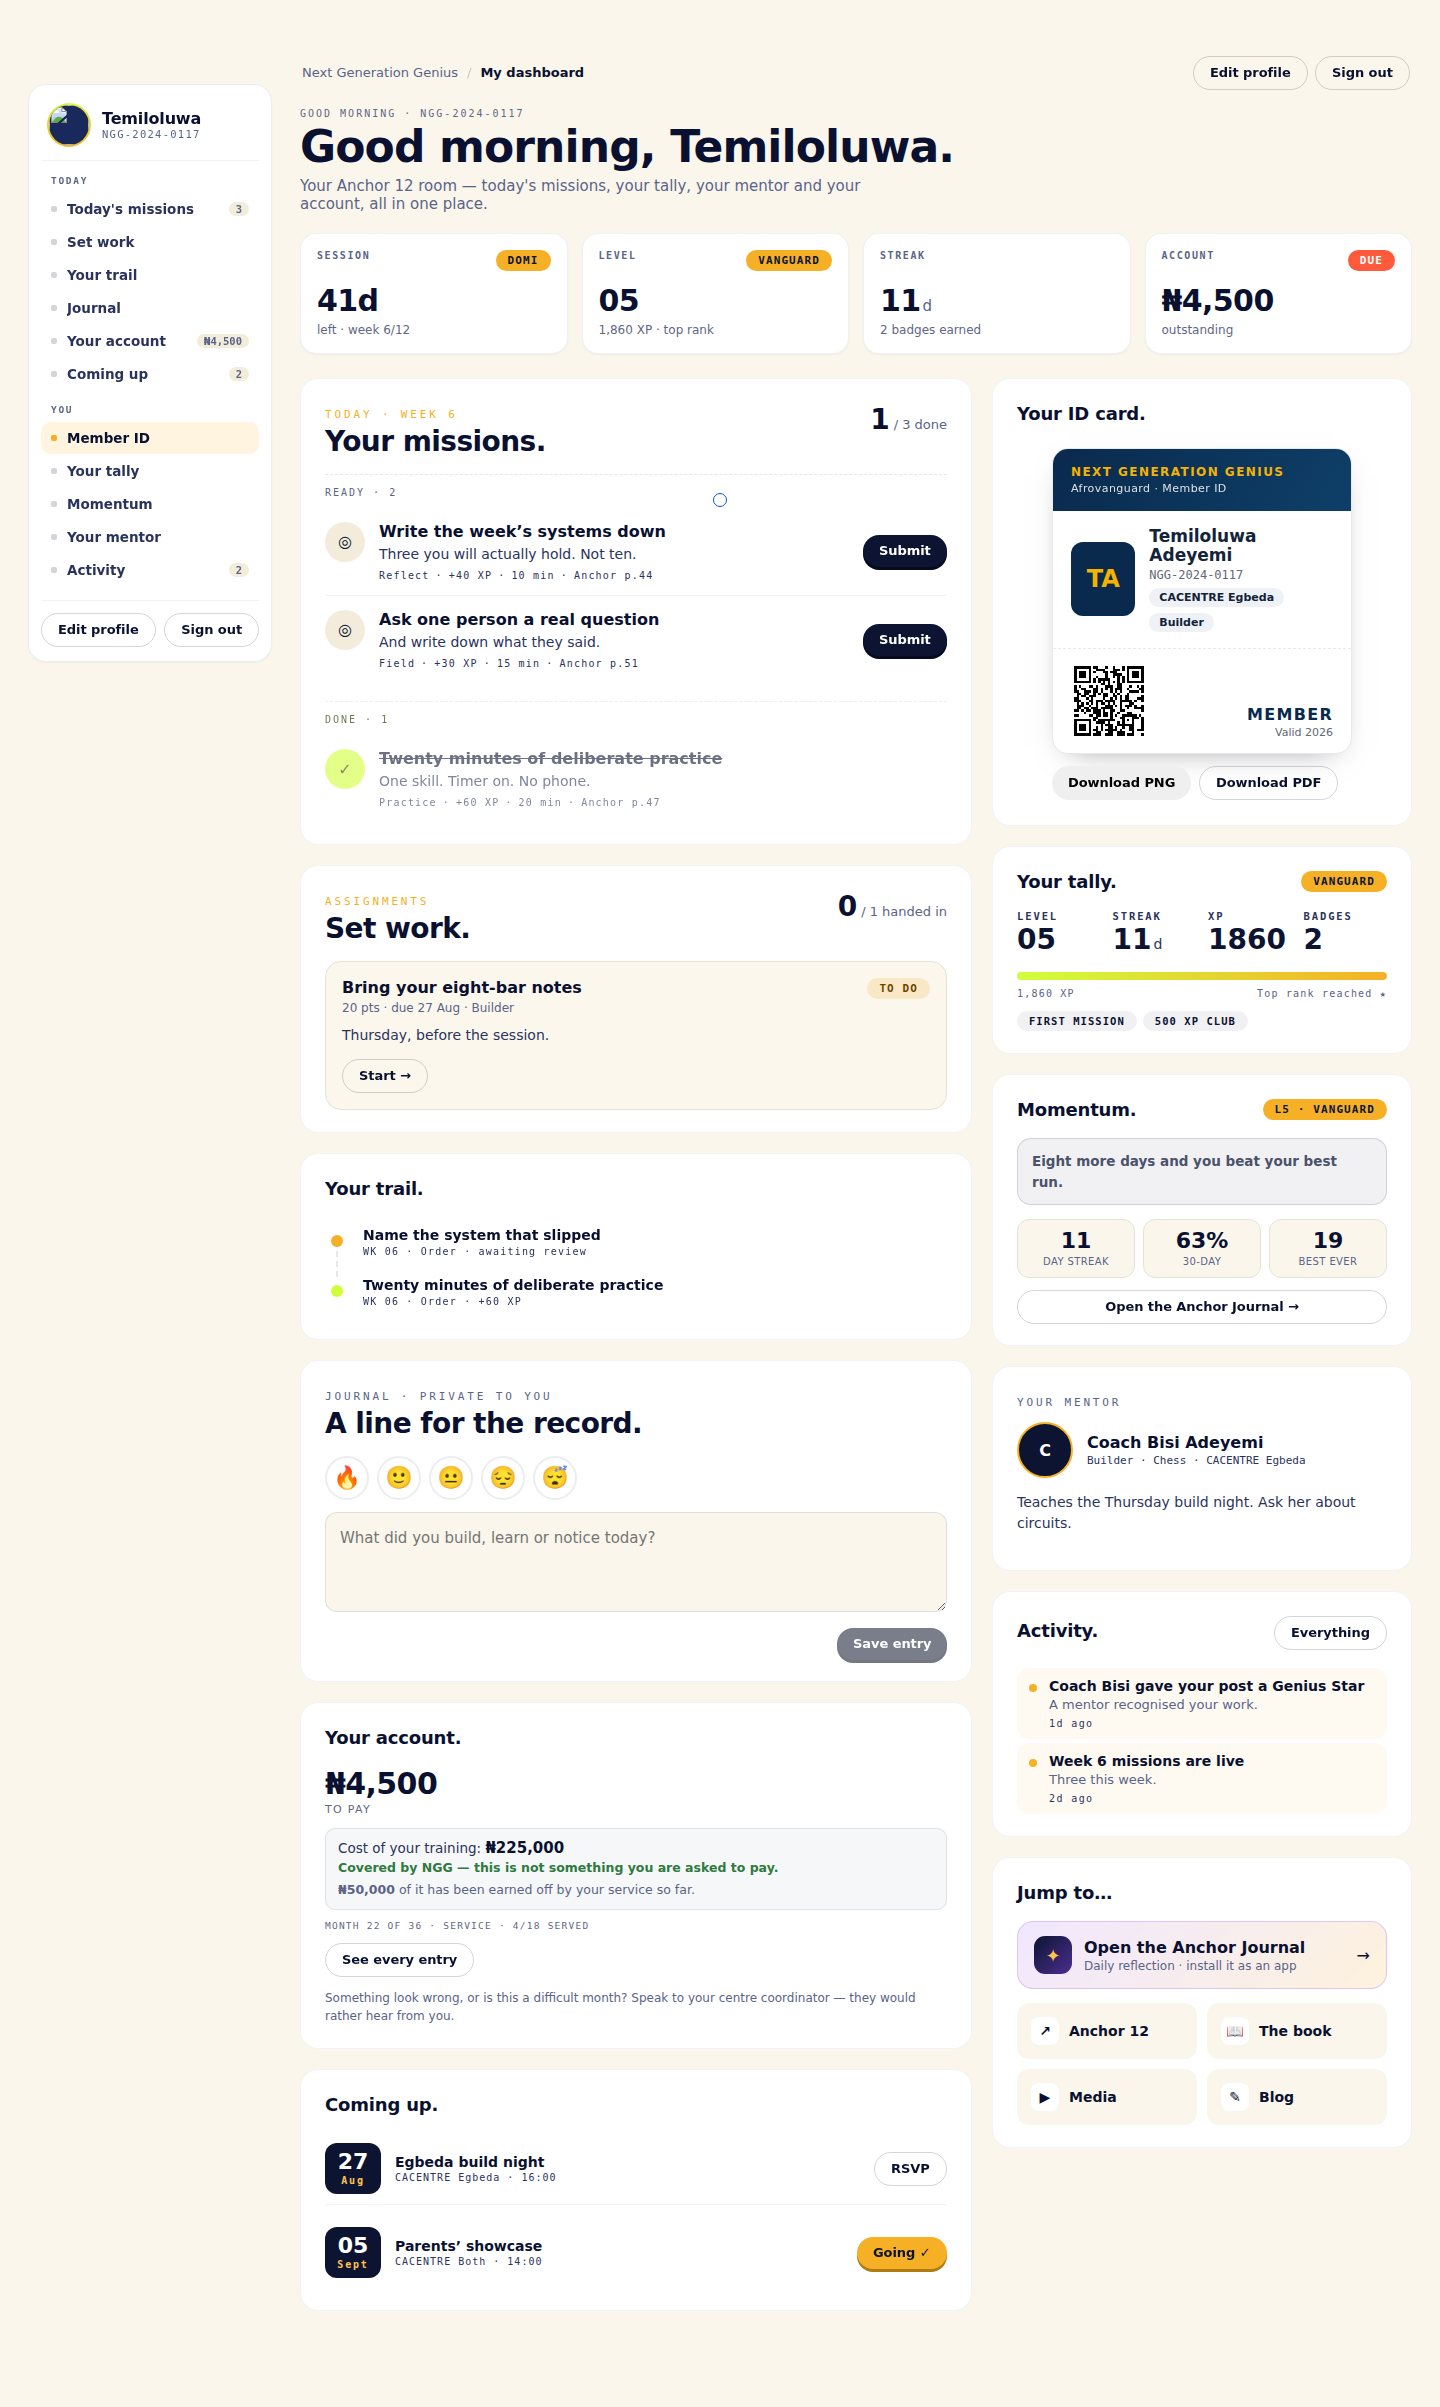 Next Generation Genius / My dashboard
Edit profile
Sign out
Temiloluwa
NGG-2024-0117
TODAY
Today's missions 3
Set work
Your trail
Journal
Your account ₦4,500
Coming up 2
YOU
Member ID
Your tally
Momentum
Your mentor
Activity 2
Edit profile
Sign out
GOOD MORNING · NGG-2024-0117
Good morning, Temiloluwa.
Your Anchor 12 room — today's missions, your tally, your mentor and your
account, all in one place.
SESSION DOMI
41d
left · week 6/12
LEVEL VANGUARD
05
1,860 XP · top rank
STREAK
11d
2 badges earned
ACCOUNT DUE
₦4,500
outstanding
TODAY · WEEK 6
Your missions.
1 / 3 done
READY · 2
◎ Write the week’s systems down
Three you will actually hold. Not ten.
Reflect · +40 XP · 10 min · Anchor p.44
Submit
◎ Ask one person a real question
And write down what they said.
Field · +30 XP · 15 min · Anchor p.51
Submit
DONE · 1
✓ Twenty minutes of deliberate practice
One skill. Timer on. No phone.
Practice · +60 XP · 20 min · Anchor p.47
ASSIGNMENTS
Set work.
0 / 1 handed in
Bring your eight-bar notes
TO DO
20 pts · due 27 Aug · Builder
Thursday, before the session.
Start →
Your trail.
Name the system that slipped
WK 06 · Order · awaiting review
Twenty minutes of deliberate practice
WK 06 · Order · +60 XP
JOURNAL · PRIVATE TO YOU
A line for the record.
🔥 🙂 😐 😔 😴
What did you build, learn or notice today?
Save entry
Your account.
₦4,500
TO PAY
Cost of your training: ₦225,000
Covered by NGG — this is not something you are asked to pay.
₦50,000 of it has been earned off by your service so far.
MONTH 22 OF 36 · SERVICE · 4/18 SERVED
See every entry
Something look wrong, or is this a difficult month? Speak to your centre coordinator — they would
rather hear from you.
Coming up.
27
Aug
Egbeda build night
CACENTRE Egbeda · 16:00
RSVP
05
Sept
Parents’ showcase
CACENTRE Both · 14:00
Going ✓
Your ID card.
NEXT GENERATION GENIUS
Afrovanguard · Member ID
TA
Temiloluwa
Adeyemi
NGG-2024-0117
CACENTRE Egbeda
Builder
MEMBER
Valid 2026
Download PNG
Download PDF
Your tally.
VANGUARD
LEVEL STREAK XP BADGES
05 11d 1860 2
1,860 XP
Top rank reached ★
FIRST MISSION
500 XP CLUB
Momentum.
L5 · VANGUARD
Eight more days and you beat your best
run.
11 63% 19
DAY STREAK 30-DAY BEST EVER
Open the Anchor Journal →
YOUR MENTOR
C
Coach Bisi Adeyemi
Builder · Chess · CACENTRE Egbeda
Teaches the Thursday build night. Ask her about
circuits.
Activity.
Everything
Coach Bisi gave your post a Genius Star
A mentor recognised your work.
1d ago
Week 6 missions are live
Three this week.
2d ago
Jump to…
✦ Open the Anchor Journal →
Daily reflection · install it as an app
↗ Anchor 12
📖 The book
▶ Media
✎ Blog